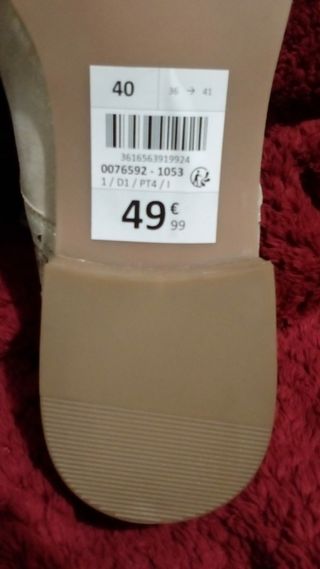 40 36 → 41
3616563919924
0076592 - 1053
1 / D1 / PT4 / I
49 € 99